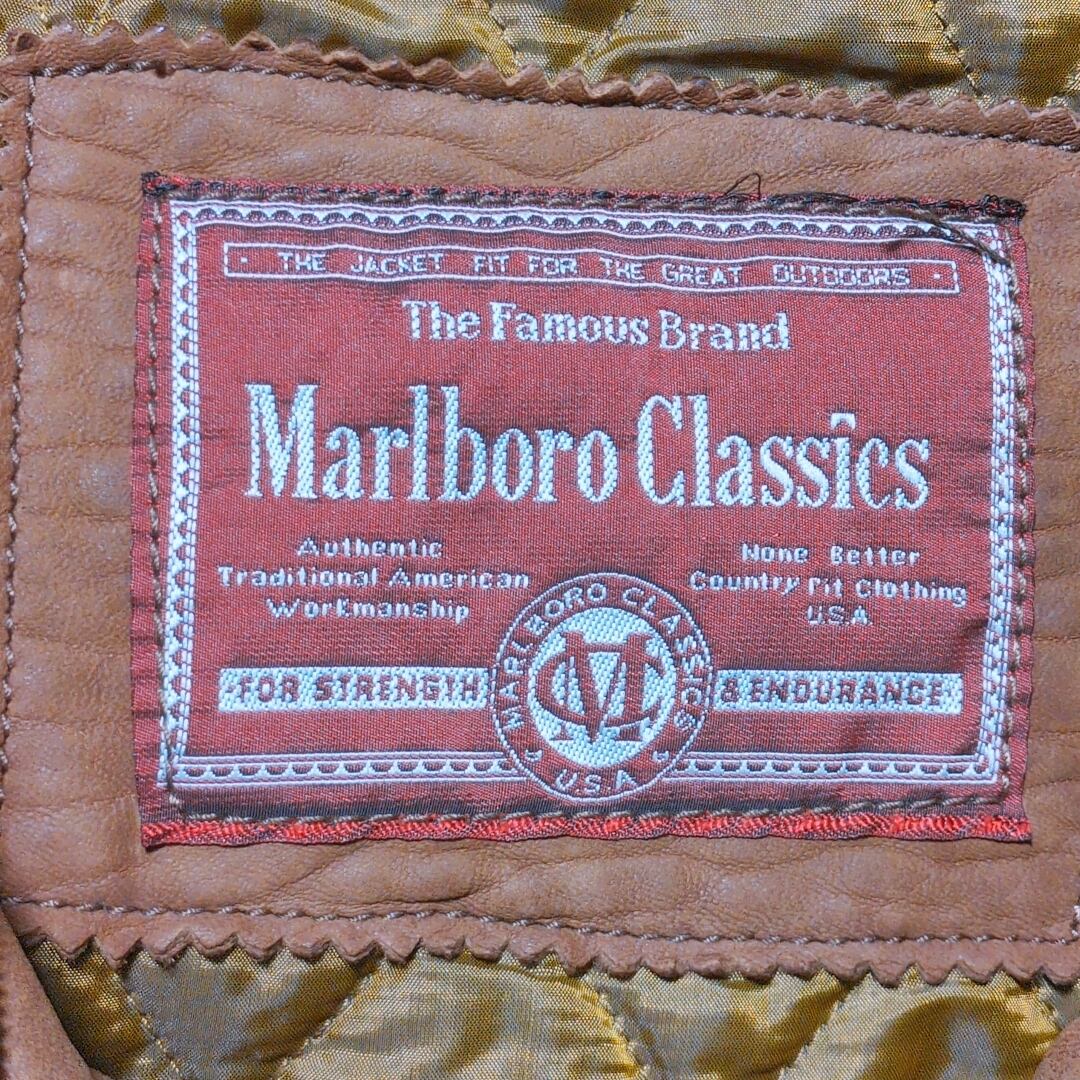 · THE JACKET FIT FOR THE GREAT OUTDOORS ·
The Famous Brand
Marlboro Classics
Authentic
Traditional American
Workmanship
None Better
Country Fit Clothing
USA
MARLBORO CLASSICS
MC
U.S.A
·FOR STRENGTH
& ENDURANCE·